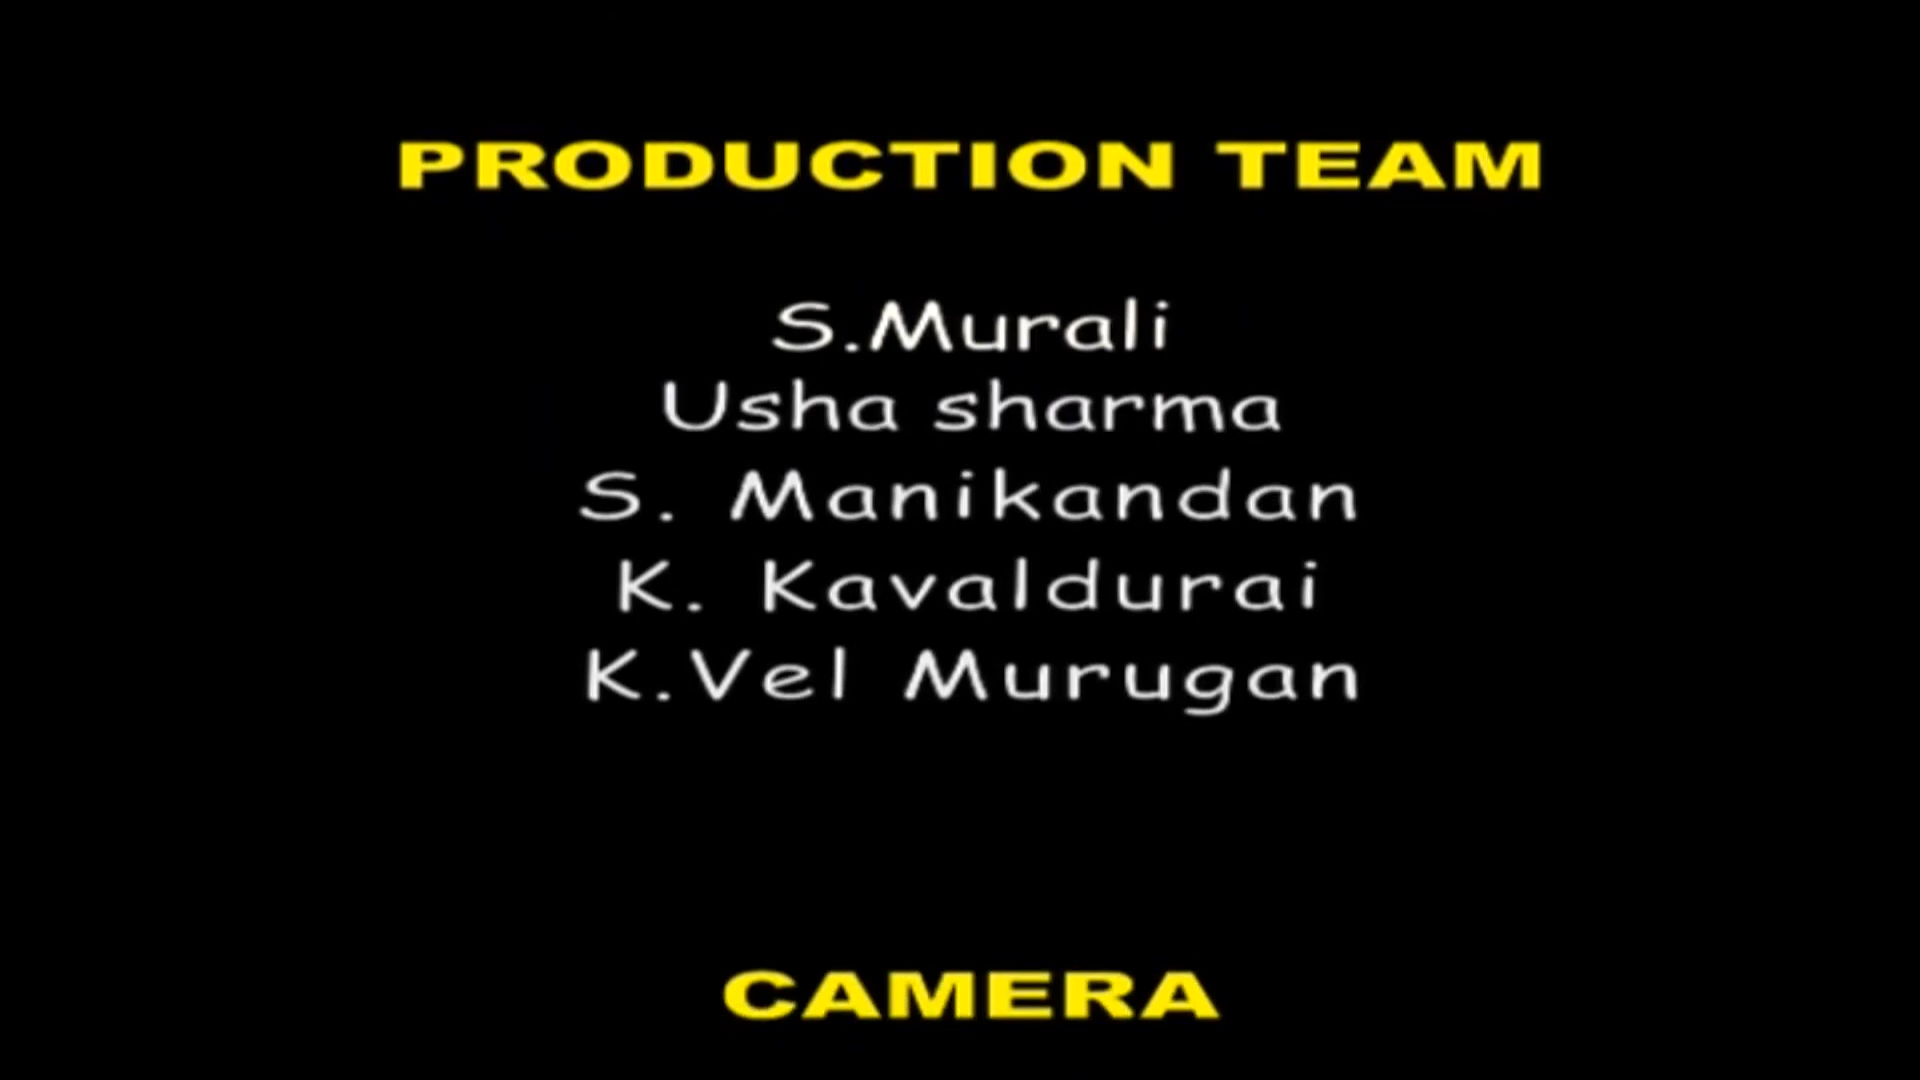 PRODUCTION TEAM
S.Murali
Usha sharma
S. Manikandan
K. Kavaldurai
K.Vel Murugan
CAMERA